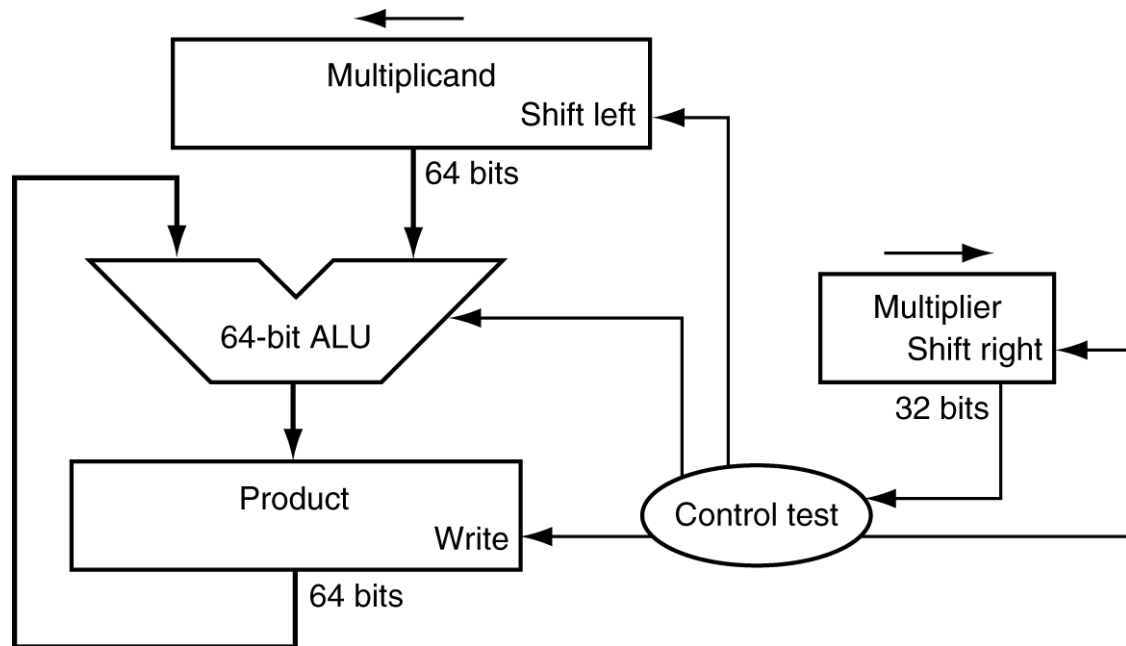 Multiplicand
Shift left
64 bits
64-bit ALU
Multiplier
Shift right
32 bits
Product
Write
Control test
64 bits